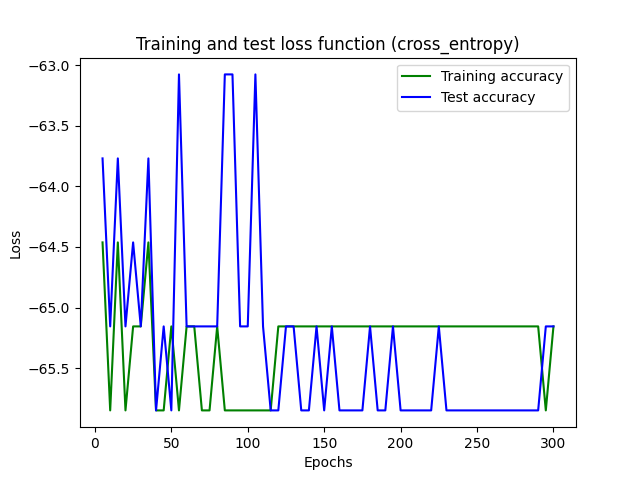 Training and test loss function (cross_entropy)
Training accuracy
Test accuracy
Loss
−63.0
−63.5
−64.0
−64.5
−65.0
−65.5
0 50 100 150 200 250 300
Epochs